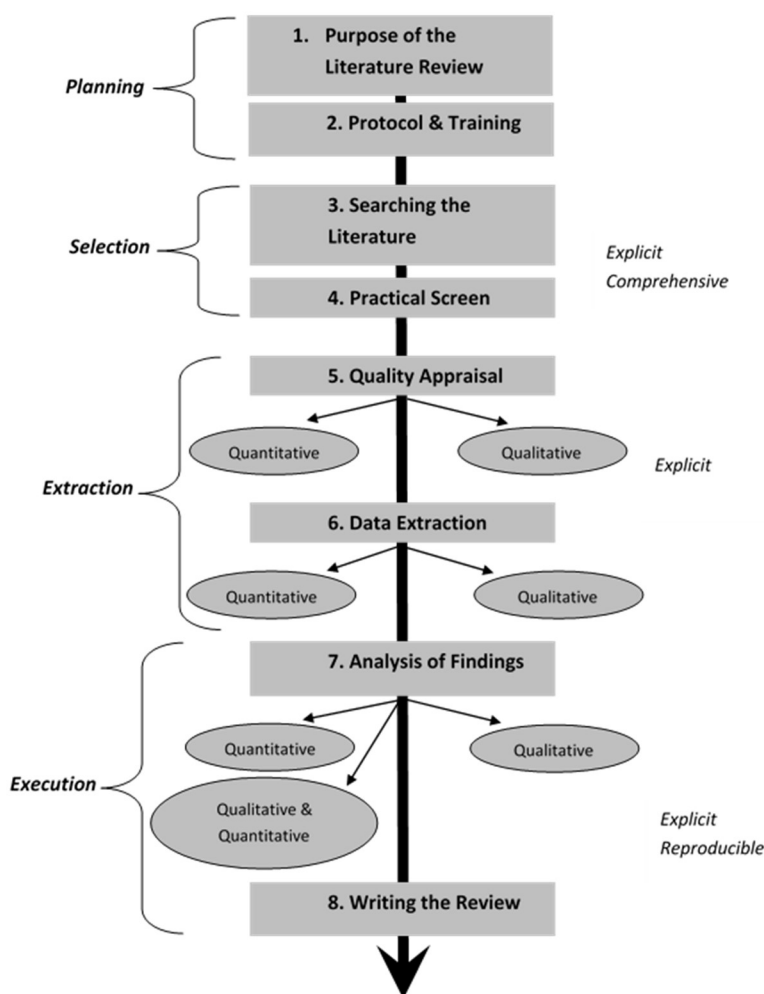 1. Purpose of the
Literature Review
Planning
2. Protocol & Training
3. Searching the
Literature
Selection
Explicit
Comprehensive
4. Practical Screen
5. Quality Appraisal
Quantitative
Qualitative
Explicit
Extraction
6. Data Extraction
Quantitative
Qualitative
7. Analysis of Findings
Quantitative
Qualitative
Execution
Qualitative &
Quantitative
Explicit
Reproducible
8. Writing the Review